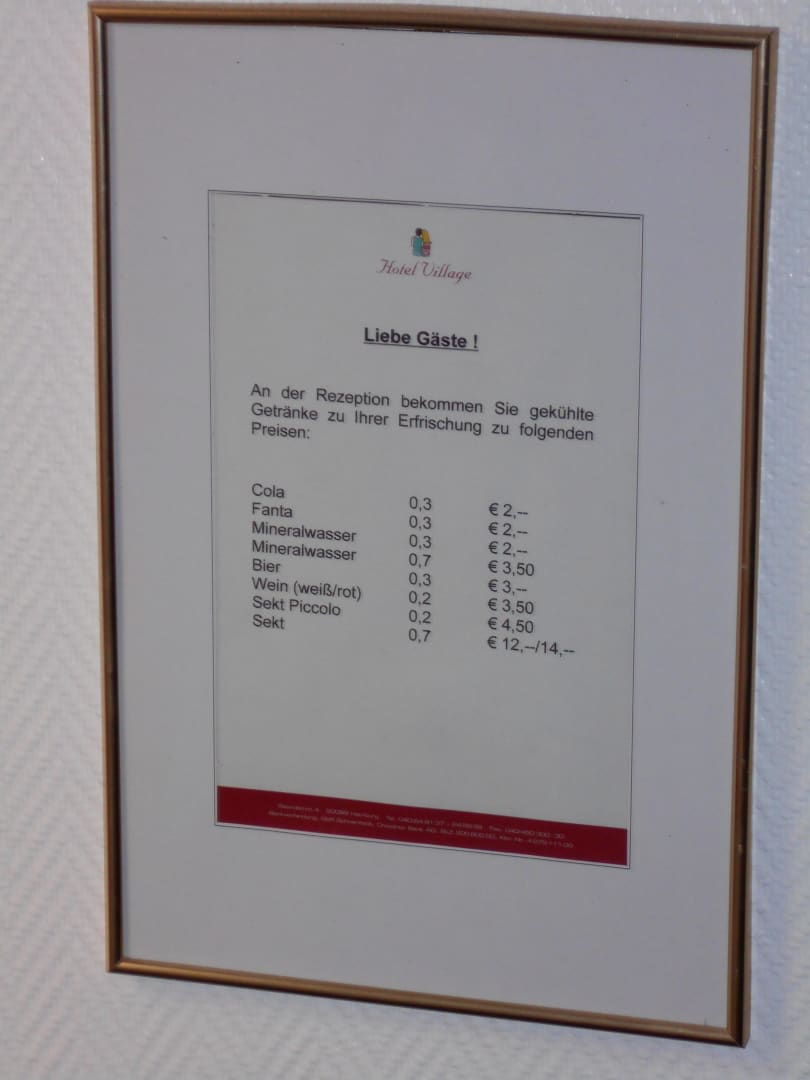 Hotel Village
Liebe Gäste !
An der Rezeption bekommen Sie gekühlte
Getränke zu Ihrer Erfrischung zu folgenden
Preisen:
Cola 0,3 € 2,--
Fanta 0,3 € 2,--
Mineralwasser 0,3 € 2,--
Mineralwasser 0,7 € 3,50
Bier 0,3 € 3,--
Wein (weiß/rot) 0,2 € 3,50
Sekt Piccolo 0,2 € 4,50
Sekt 0,7 € 12,--/14,--